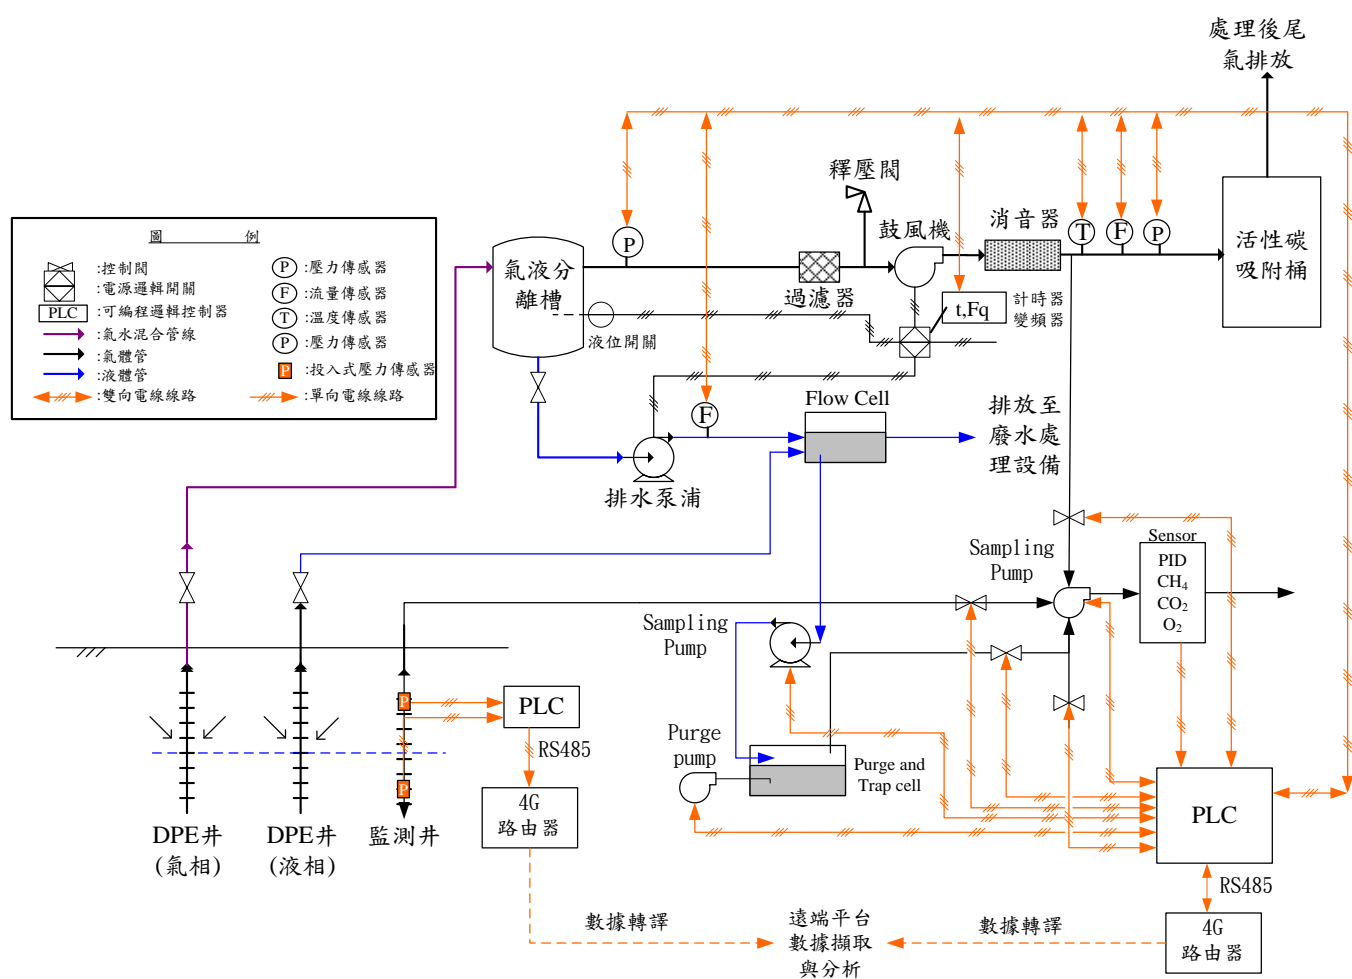 處理後尾
氣排放
釋壓閥
鼓風機
消音器
活性碳
吸附桶
P
T
F
P
圖 例
:控制閥
:電源邏輯開關
PLC :可編程邏輯控制器
:氣水混合管線
:氣體管
:液體管
:雙向電線線路
P :壓力傳感器
F :流量傳感器
T :溫度傳感器
P :壓力傳感器
P :投入式壓力傳感器
:單向電線線路
氣液分
離槽
過濾器
t,Fq
計時器
變頻器
液位開關
Flow Cell
F
排水泵浦
排放至
廢水處
理設備
Sampling
Pump
Sensor
PID
CH4
CO2
O2
Sampling
Pump
P
PLC
RS485
P
4G
路由器
Purge
pump
Purge and
Trap cell
PLC
RS485
4G
路由器
DPE井
(氣相)
DPE井
(液相)
監測井
數據轉譯
遠端平台
數據擷取
與分析
數據轉譯